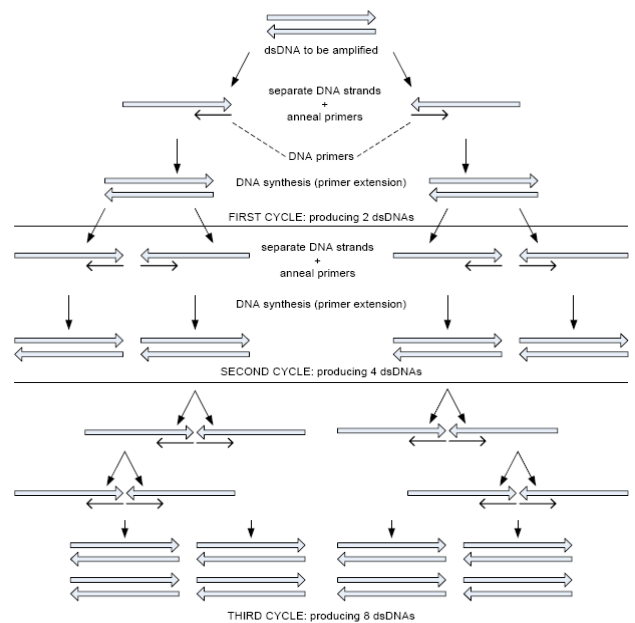 dsDNA to be amplified
separate DNA strands
+
anneal primers
DNA primers
DNA synthesis (primer extension)
FIRST CYCLE: producing 2 dsDNAs
separate DNA strands
+
anneal primers
DNA synthesis (primer extension)
SECOND CYCLE: producing 4 dsDNAs
THIRD CYCLE: producing 8 dsDNAs